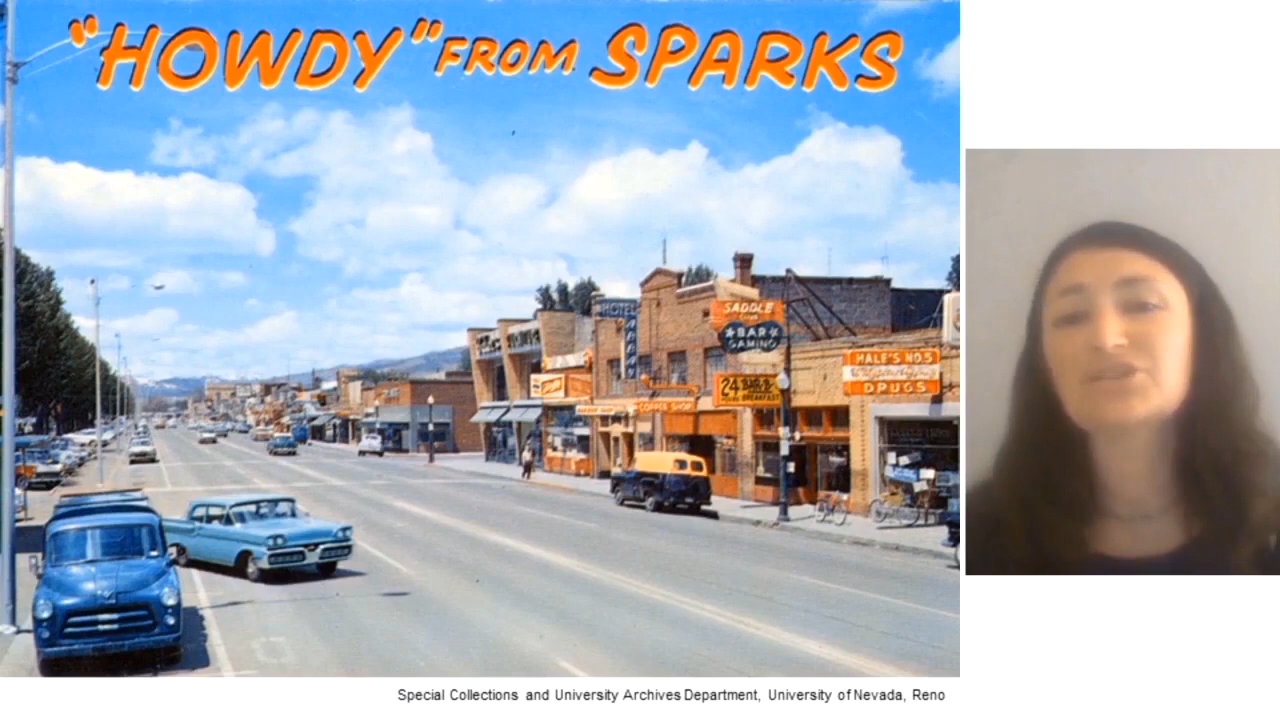 "HOWDY" FROM SPARKS
HOTEL
SADDLE
CLUB
BAR
GAMING
HALE'S NO.5
DRUGS
24
BREAKFAST
COFFEE SHOP
Special Collections and University Archives Department, University of Nevada, Reno